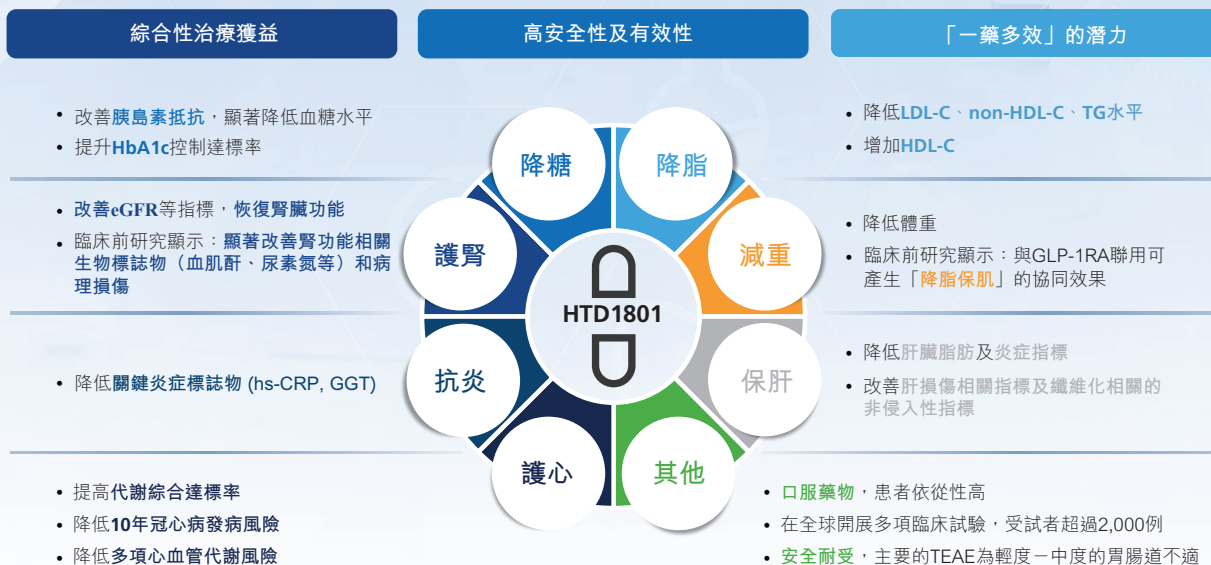 綜合性治療獲益
高安全性及有效性
「一藥多效」的潛力
• 改善胰島素抵抗，顯著降低血糖水平
• 提升HbA1c控制達標率
• 改善eGFR等指標，恢復腎臟功能
• 臨床前研究顯示：顯著改善腎功能相關
生物標誌物（血肌酐、尿素氮等）和病
理損傷
• 降低關鍵炎症標誌物 (hs-CRP, GGT)
• 提高代謝綜合達標率
• 降低10年冠心病發病風險
• 降低多項心血管代謝風險
降糖
降脂
護腎
減重
HTD1801
抗炎
保肝
護心
其他
• 降低LDL-C、non-HDL-C、TG水平
• 增加HDL-C
• 降低體重
• 臨床前研究顯示：與GLP-1RA聯用可
產生「降脂保肌」的協同效果
• 降低肝臟脂肪及炎症指標
• 改善肝損傷相關指標及纖維化相關的
非侵入性指標
• 口服藥物，患者依從性高
• 在全球開展多項臨床試驗，受試者超過2,000例
• 安全耐受，主要的TEAE為輕度－中度的胃腸道不適